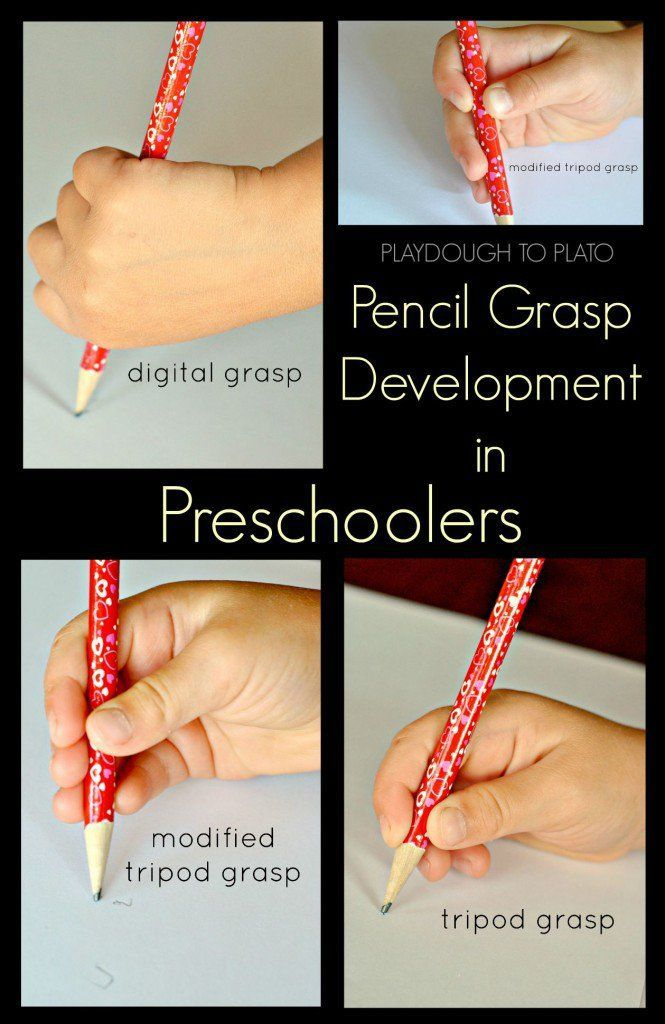 modified tripod grasp
PLAYDOUGH TO PLATO
Pencil Grasp
Development
in
Preschoolers
digital grasp
modified
tripod grasp
tripod grasp